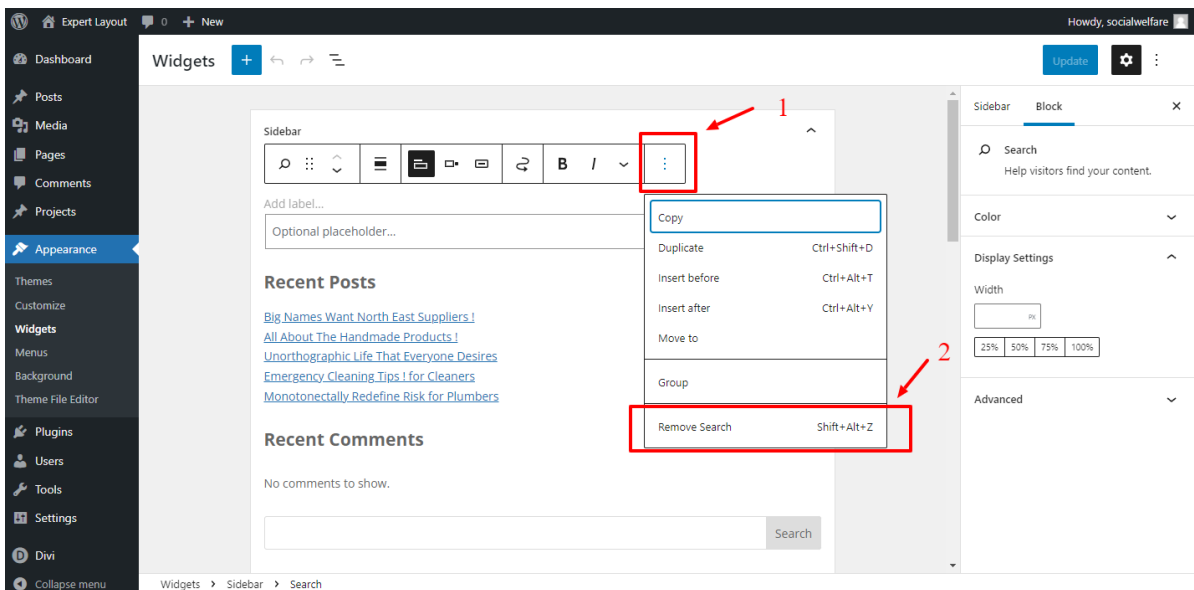 Expert Layout 0 New Howdy, socialwelfare
Dashboard
Posts
Media
Pages
Comments
Projects
Appearance
Themes
Customize
Widgets
Menus
Background
Theme File Editor
Plugins
Users
Tools
Settings
Divi
Collapse menu
Widgets Update
1
Sidebar
B I
Add label...
Optional placeholder...
Recent Posts
Big Names Want North East Suppliers !
All About The Handmade Products !
Unorthographic Life That Everyone Desires
Emergency Cleaning Tips ! for Cleaners
Monotonectally Redefine Risk for Plumbers
Recent Comments
No comments to show.
Search
Copy
Duplicate Ctrl+Shift+D
Insert before Ctrl+Alt+T
Insert after Ctrl+Alt+Y
Move to
Group
2
Remove Search Shift+Alt+Z
Sidebar Block
Search
Help visitors find your content.
Color
Display Settings
Width
PX
25% 50% 75% 100%
Advanced
Widgets > Sidebar > Search